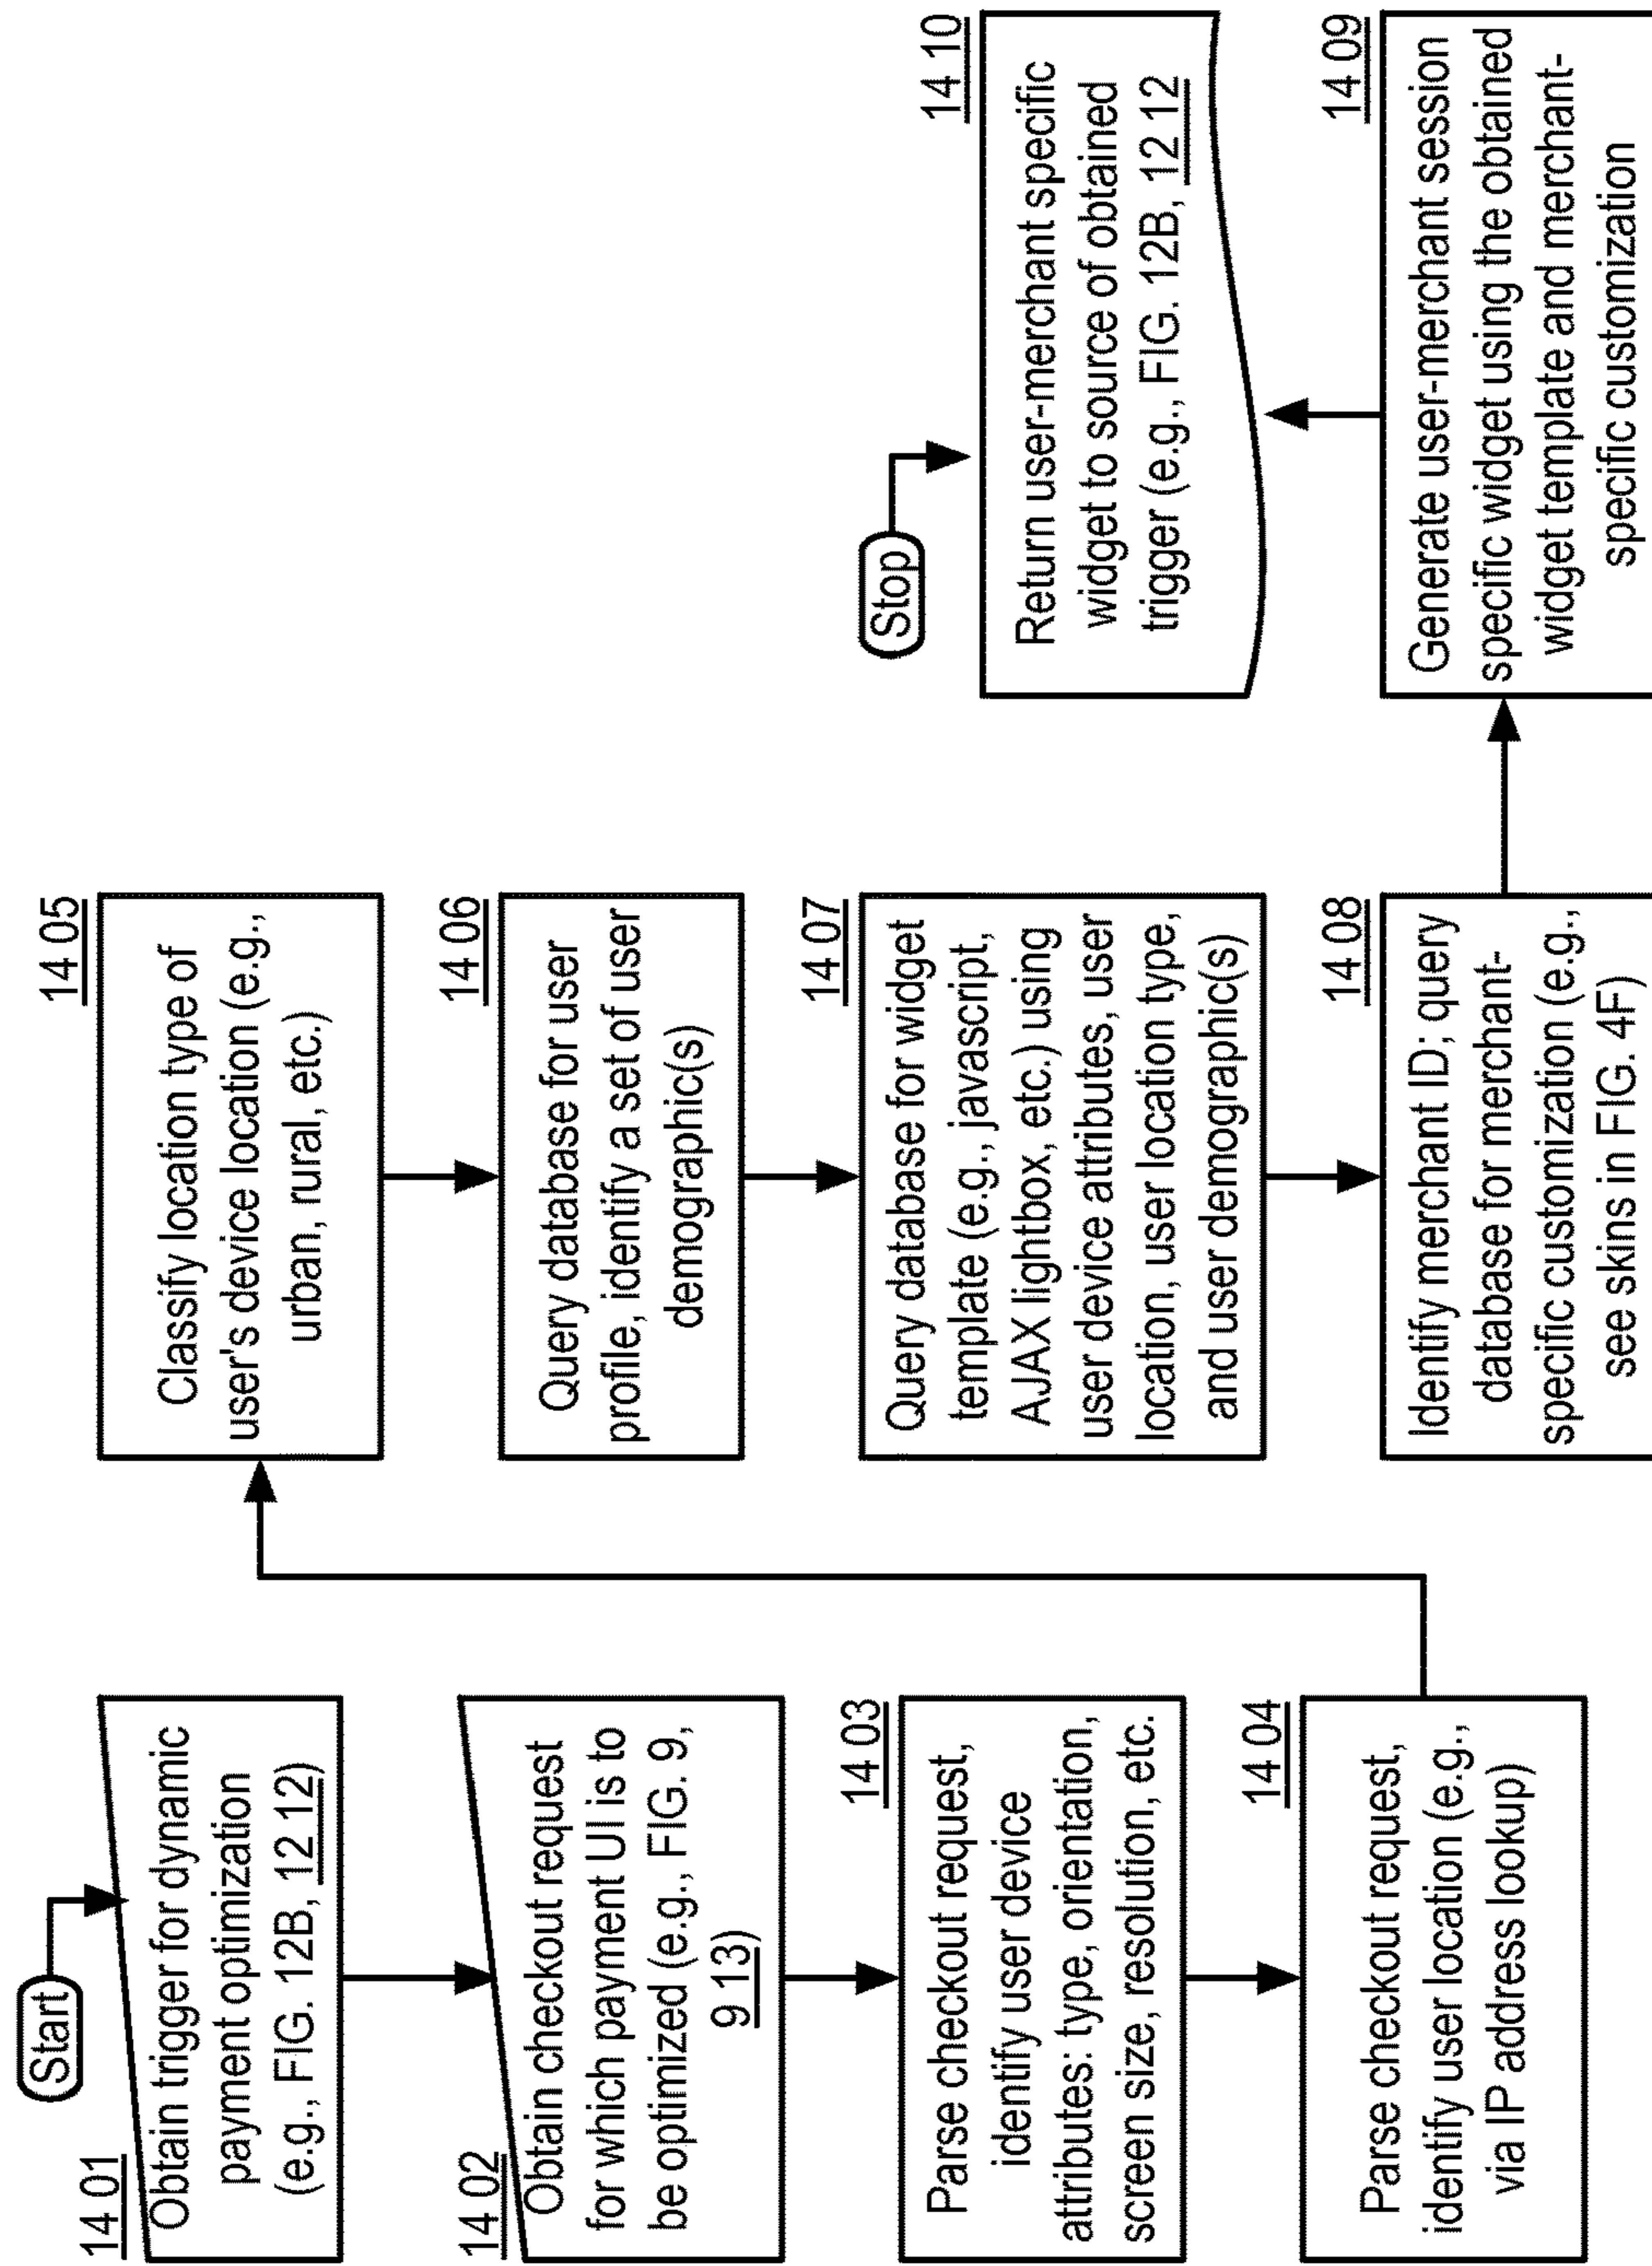 Start
14 01
Obtain trigger for dynamic
payment optimization
(e.g., FIG. 12B, 12 12)
14 02
Obtain checkout request
for which payment UI is to
be optimized (e.g., FIG. 9,
9 13)
14 03
Parse checkout request,
identify user device
attributes: type, orientation,
screen size, resolution, etc.
14 04
Parse checkout request,
identify user location (e.g.,
via IP address lookup)
14 05
Classify location type of
user's device location (e.g.,
urban, rural, etc.)
14 06
Query database for user
profile, identify a set of user
demographic(s)
14 07
Query database for widget
template (e.g., javascript,
AJAX lightbox, etc.) using
user device attributes, user
location, user location type,
and user demographic(s)
14 08
Identify merchant ID; query
database for merchant-
specific customization (e.g.,
see skins in FIG. 4F)
Stop
14 10
Return user-merchant specific
widget to source of obtained
trigger (e.g., FIG. 12B, 12 12
14 09
Generate user-merchant session
specific widget using the obtained
widget template and merchant-
specific customization